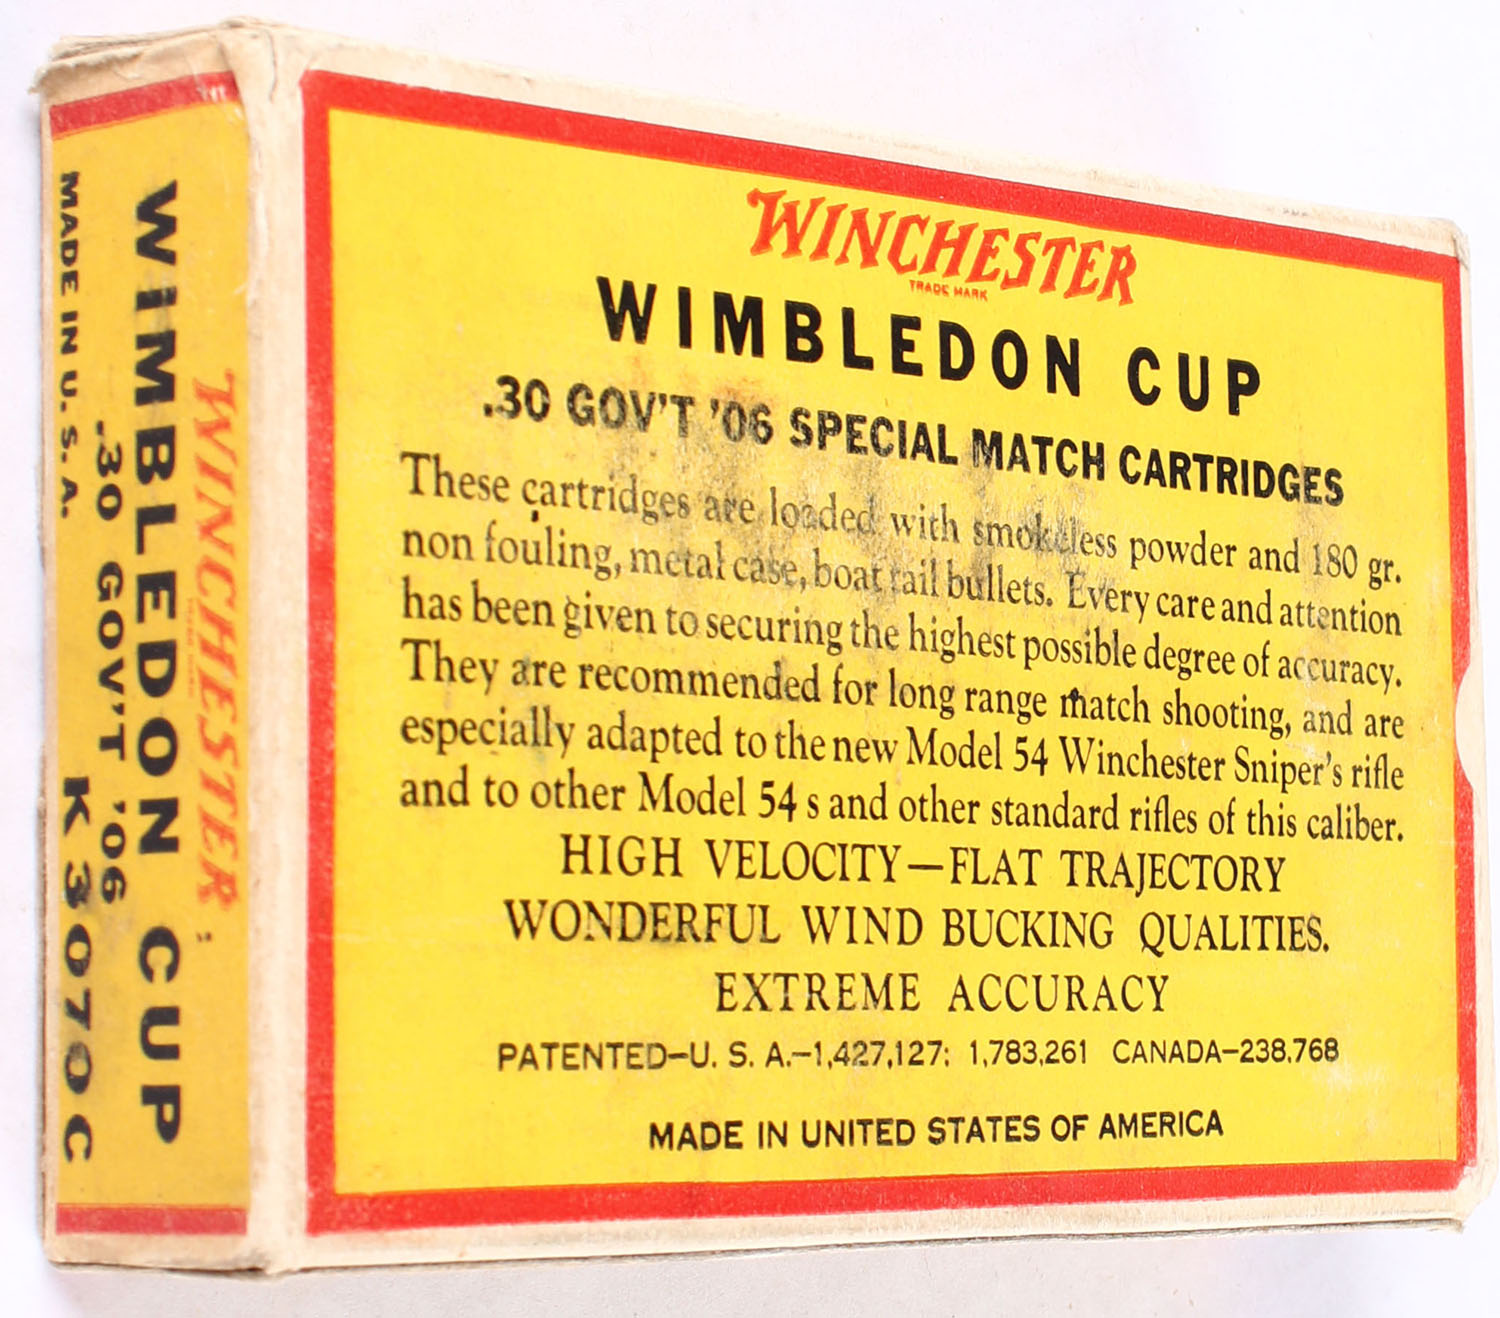 WINCHESTER
TRADE MARK
WIMBLEDON CUP
.30 GOV'T '06 SPECIAL MATCH CARTRIDGES
These cartridges are loaded with smokeless powder and 180 gr.
non fouling, metal case, boat tail bullets. Every care and attention
has been given to securing the highest possible degree of accuracy.
They are recommended for long range match shooting, and are
especially adapted to the new Model 54 Winchester Sniper's rifle
and to other Model 54 s and other standard rifles of this caliber.
HIGH VELOCITY—FLAT TRAJECTORY
WONDERFUL WIND BUCKING QUALITIES.
EXTREME ACCURACY
PATENTED—U. S. A.—1,427,127; 1,783,261 CANADA—238,768
MADE IN UNITED STATES OF AMERICA
WINCHESTER
WIMBLEDON CUP
.30 GOV'T '06
MADE IN U. S. A.
K 3070 C